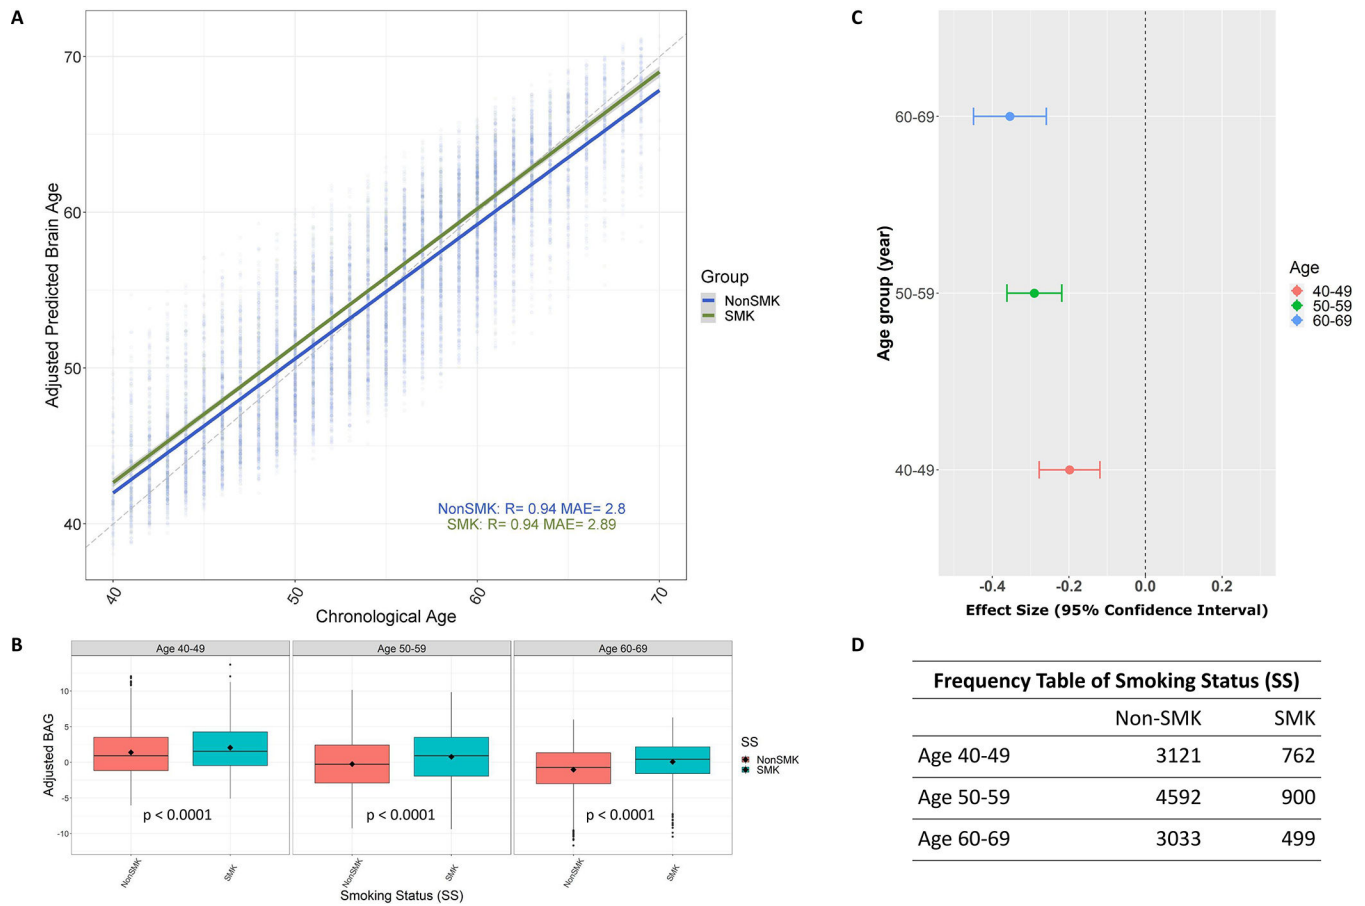 A
70
60
50
40
Adjusted Predicted Brain Age
NonSMK: R= 0.94 MAE= 2.8
SMK: R= 0.94 MAE= 2.89
40
50
60
70
Chronological Age
Group
NonSMK
SMK
B
Age 40-49
Age 50-59
Age 60-69
10
5
0
-5
-10
Adjusted BAG
p < 0.0001
p < 0.0001
p < 0.0001
NonSMK
SMK
NonSMK
SMK
NonSMK
SMK
Smoking Status (SS)
SS
NonSMK
SMK
C
60-69
50-59
40-49
Age group (year)
-0.4
-0.2
0.0
0.2
Effect Size (95% Confidence Interval)
Age
40-49
50-59
60-69
D
Frequency Table of Smoking Status (SS)
Non-SMK SMK
Age 40-49 3121 762
Age 50-59 4592 900
Age 60-69 3033 499